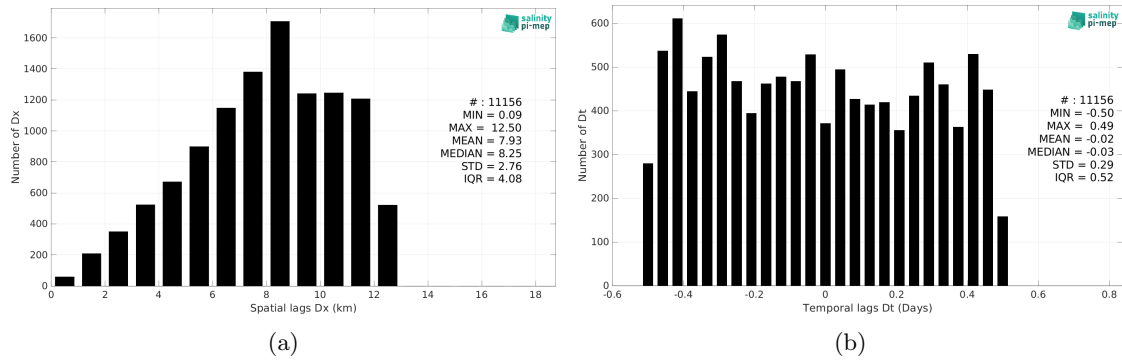 salinity
pi-mep
1600
1400
1200
1000
800
600
400
200
0
Number of Dx
# : 11156
MIN = 0.09
MAX = 12.50
MEAN = 7.93
MEDIAN = 8.25
STD = 2.76
IQR = 4.08
0 2 4 6 8 10 12 14 16 18
Spatial lags Dx (km)
(a)
salinity
pi-mep
600
500
400
300
200
100
0
Number of Dt
# : 11156
MIN = -0.50
MAX = 0.49
MEAN = -0.02
MEDIAN = -0.03
STD = 0.29
IQR = 0.52
-0.6 -0.4 -0.2 0 0.2 0.4 0.6 0.8
Temporal lags Dt (Days)
(b)